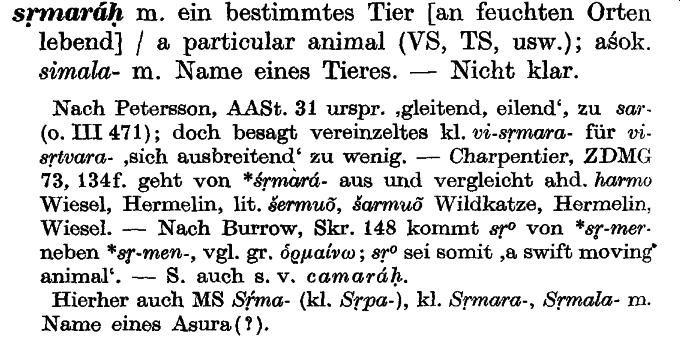 sṛmaráḥ m. ein bestimmtes Tier [an feuchten Orten
lebend] / a particular animal (VS, TS, usw.); aśok.
simala- m. Name eines Tieres. — Nicht klar.
Nach Petersson, AASt. 31 urspr. ‚gleitend, eilend‘, zu sar-
(o. III 471); doch besagt vereinzeltes kl. vi-sṛmara- für vi-
sṛtvara- ‚sich ausbreitend‘ zu wenig. — Charpentier, ZDMG
73, 134f. geht von *śṛmará- aus und vergleicht ahd. harmo
Wiesel, Hermelin, lit. šermuõ, šarmuõ Wildkatze, Hermelin,
Wiesel. — Nach Burrow, Skr. 148 kommt sṛ⁰ von *sṛ-mer-
neben *sṛ-men-, vgl. gr. ὁρμαίνω; sṛ⁰ sei somit ‚a swift moving
animal‘. — S. auch s. v. camaráḥ.
Hierher auch MS Sṛ́ma- (kl. Sṛpa-), kl. Sṛmara-, Sṛmala- m.
Name eines Asura(?).